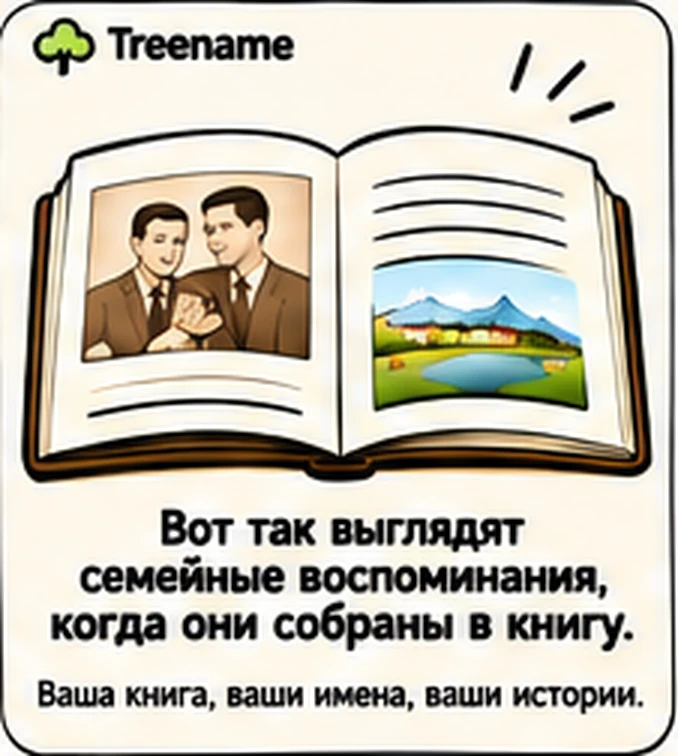 Treename
Вот так выглядят
семейные воспоминания,
когда они собраны в книгу.
Ваша книга, ваши имена, ваши истории.